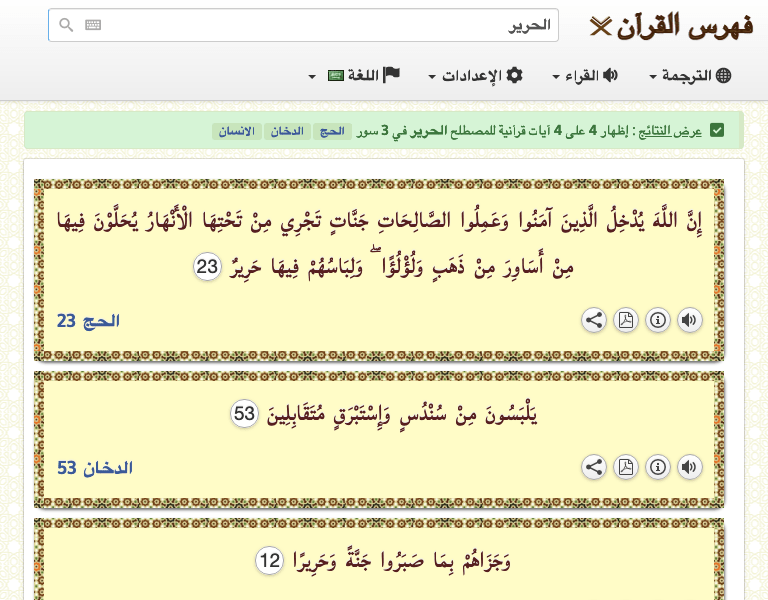 فهرس القرآن
الحرير
الترجمة القراء الإعدادات اللغة
عرض النتائج : إظهار 4 على 4 آيات قرآنية للمصطلح الحرير في 3 سور الحج الدخان الانسان
إِنَّ اللَّهَ يُدْخِلُ الَّذِينَ آمَنُوا وَعَمِلُوا الصَّالِحَاتِ جَنَّاتٍ تَجْرِي مِنْ تَحْتِهَا الْأَنْهَارُ يُحَلَّوْنَ فِيهَا
مِنْ أَسَاوِرَ مِنْ ذَهَبٍ وَلُؤْلُؤًا ۖ وَلِبَاسُهُمْ فِيهَا حَرِيرٌ 23
الحج 23
يَلْبَسُونَ مِنْ سُنْدُسٍ وَإِسْتَبْرَقٍ مُتَقَابِلِينَ 53
الدخان 53
وَجَزَاهُمْ بِمَا صَبَرُوا جَنَّةً وَحَرِيرًا 12